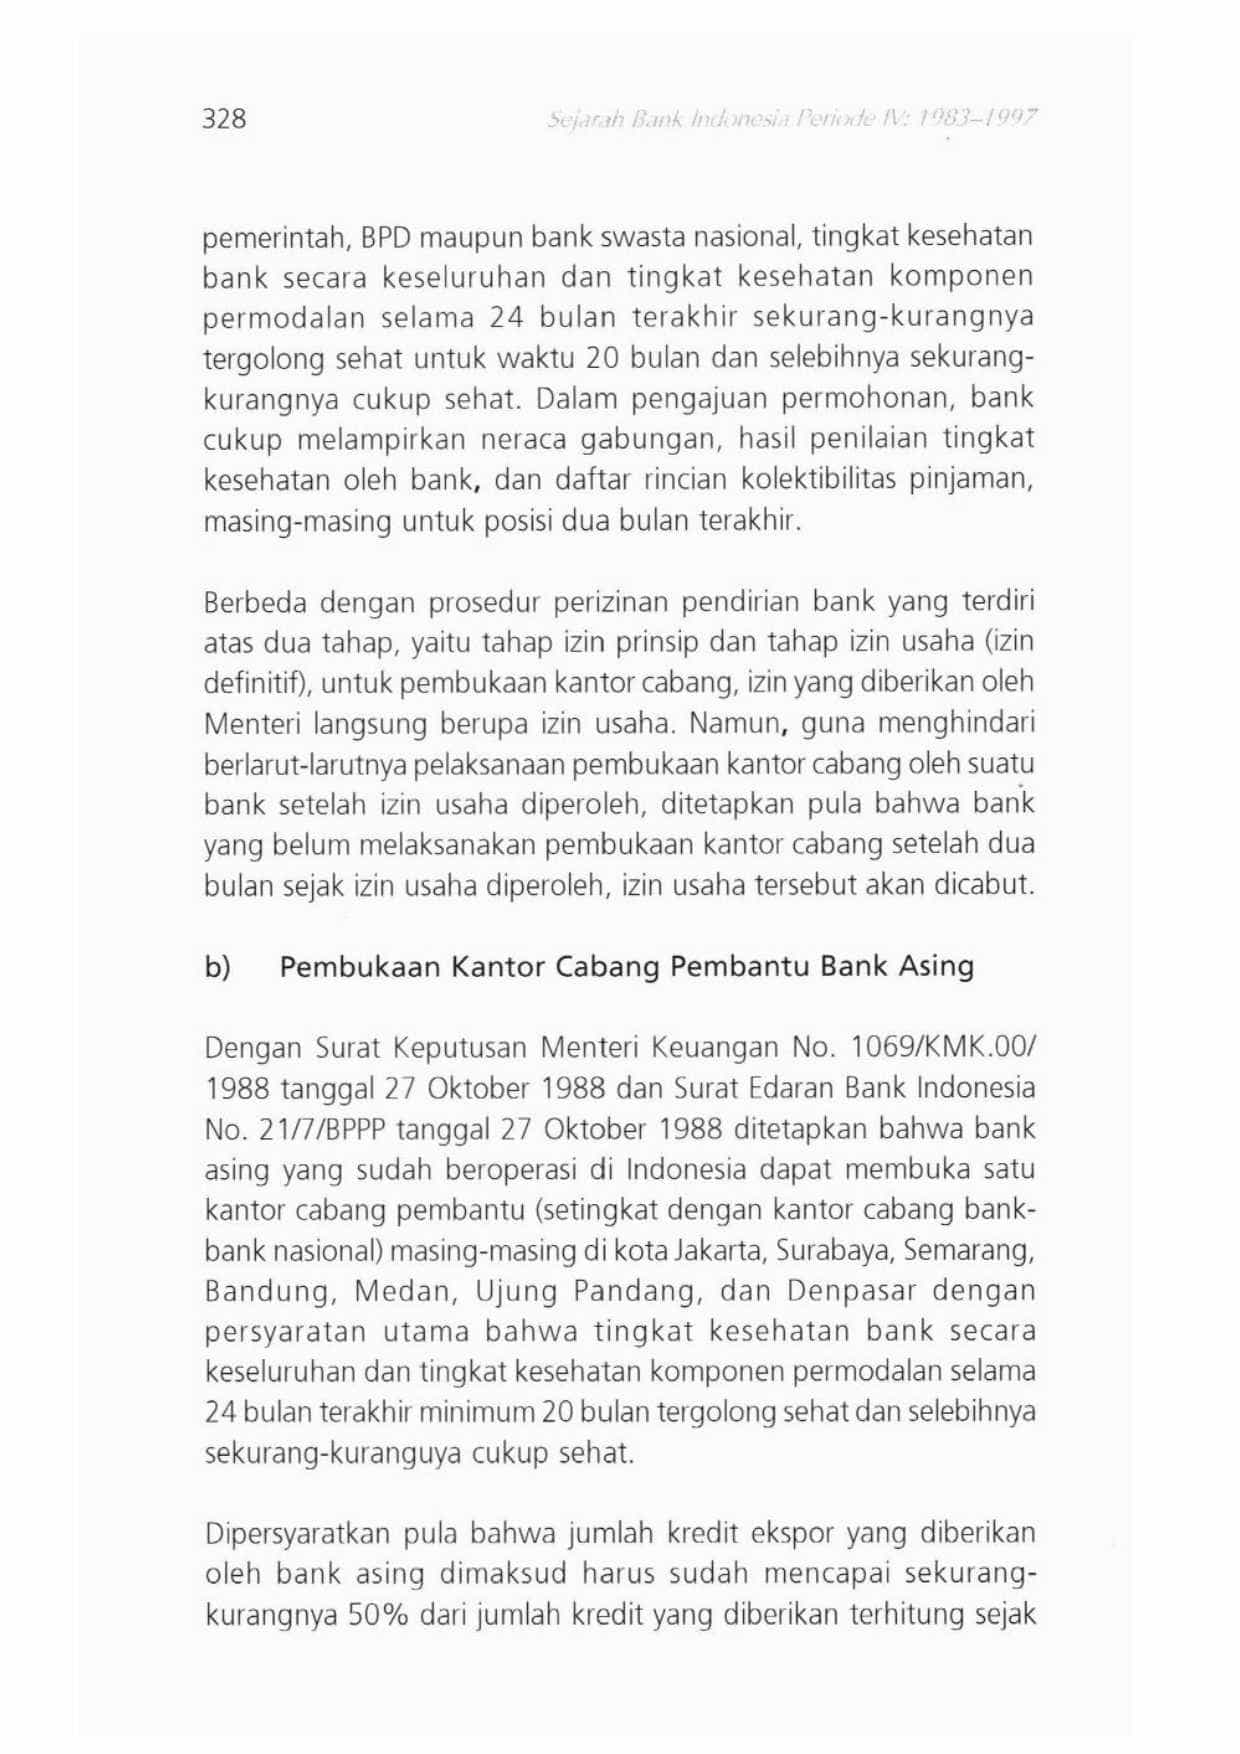 328
Sejarah Bank Indonesia Periode IV: 1983–1997
pemerintah, BPD maupun bank swasta nasional, tingkat kesehatan
bank secara keseluruhan dan tingkat kesehatan komponen
permodalan selama 24 bulan terakhir sekurang-kurangnya
tergolong sehat untuk waktu 20 bulan dan selebihnya sekurang-
kurangnya cukup sehat. Dalam pengajuan permohonan, bank
cukup melampirkan neraca gabungan, hasil penilaian tingkat
kesehatan oleh bank, dan daftar rincian kolektibilitas pinjaman,
masing-masing untuk posisi dua bulan terakhir.
Berbeda dengan prosedur perizinan pendirian bank yang terdiri
atas dua tahap, yaitu tahap izin prinsip dan tahap izin usaha (izin
definitif), untuk pembukaan kantor cabang, izin yang diberikan oleh
Menteri langsung berupa izin usaha. Namun, guna menghindari
berlarut-larutnya pelaksanaan pembukaan kantor cabang oleh suatu
bank setelah izin usaha diperoleh, ditetapkan pula bahwa bank
yang belum melaksanakan pembukaan kantor cabang setelah dua
bulan sejak izin usaha diperoleh, izin usaha tersebut akan dicabut.
b) Pembukaan Kantor Cabang Pembantu Bank Asing
Dengan Surat Keputusan Menteri Keuangan No. 1069/KMK.00/
1988 tanggal 27 Oktober 1988 dan Surat Edaran Bank Indonesia
No. 21/7/BPPP tanggal 27 Oktober 1988 ditetapkan bahwa bank
asing yang sudah beroperasi di Indonesia dapat membuka satu
kantor cabang pembantu (setingkat dengan kantor cabang bank-
bank nasional) masing-masing di kota Jakarta, Surabaya, Semarang,
Bandung, Medan, Ujung Pandang, dan Denpasar dengan
persyaratan utama bahwa tingkat kesehatan bank secara
keseluruhan dan tingkat kesehatan komponen permodalan selama
24 bulan terakhir minimum 20 bulan tergolong sehat dan selebihnya
sekurang-kuranguya cukup sehat.
Dipersyaratkan pula bahwa jumlah kredit ekspor yang diberikan
oleh bank asing dimaksud harus sudah mencapai sekurang-
kurangnya 50% dari jumlah kredit yang diberikan terhitung sejak